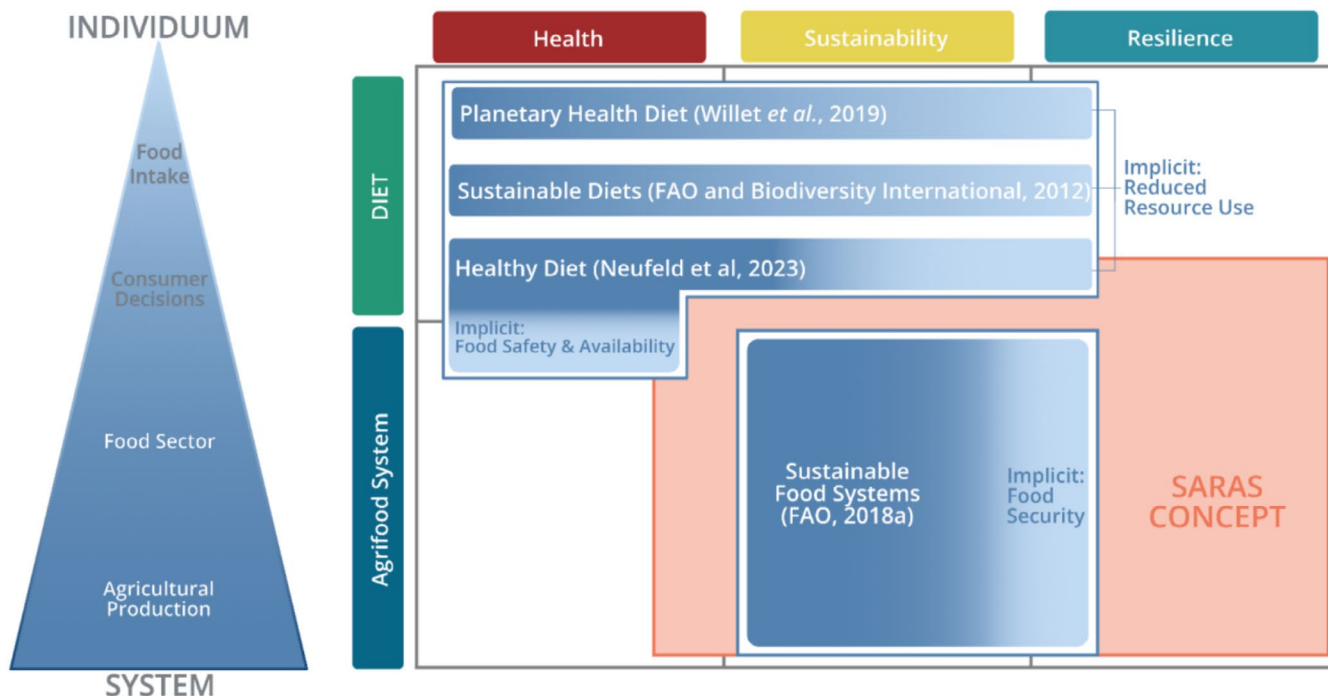 INDIVIDUUM
Food
Intake
Consumer
Decisions
Food Sector
Agricultural
Production
SYSTEM
Health
Sustainability
Resilience
DIET
Planetary Health Diet (Willet et al., 2019)
Sustainable Diets (FAO and Biodiversity International, 2012)
Healthy Diet (Neufeld et al, 2023)
Implicit:
Food Safety & Availability
Implicit:
Reduced
Resource Use
Agrifood System
Sustainable
Food Systems
(FAO, 2018a)
Implicit:
Food
Security
SARAS
CONCEPT